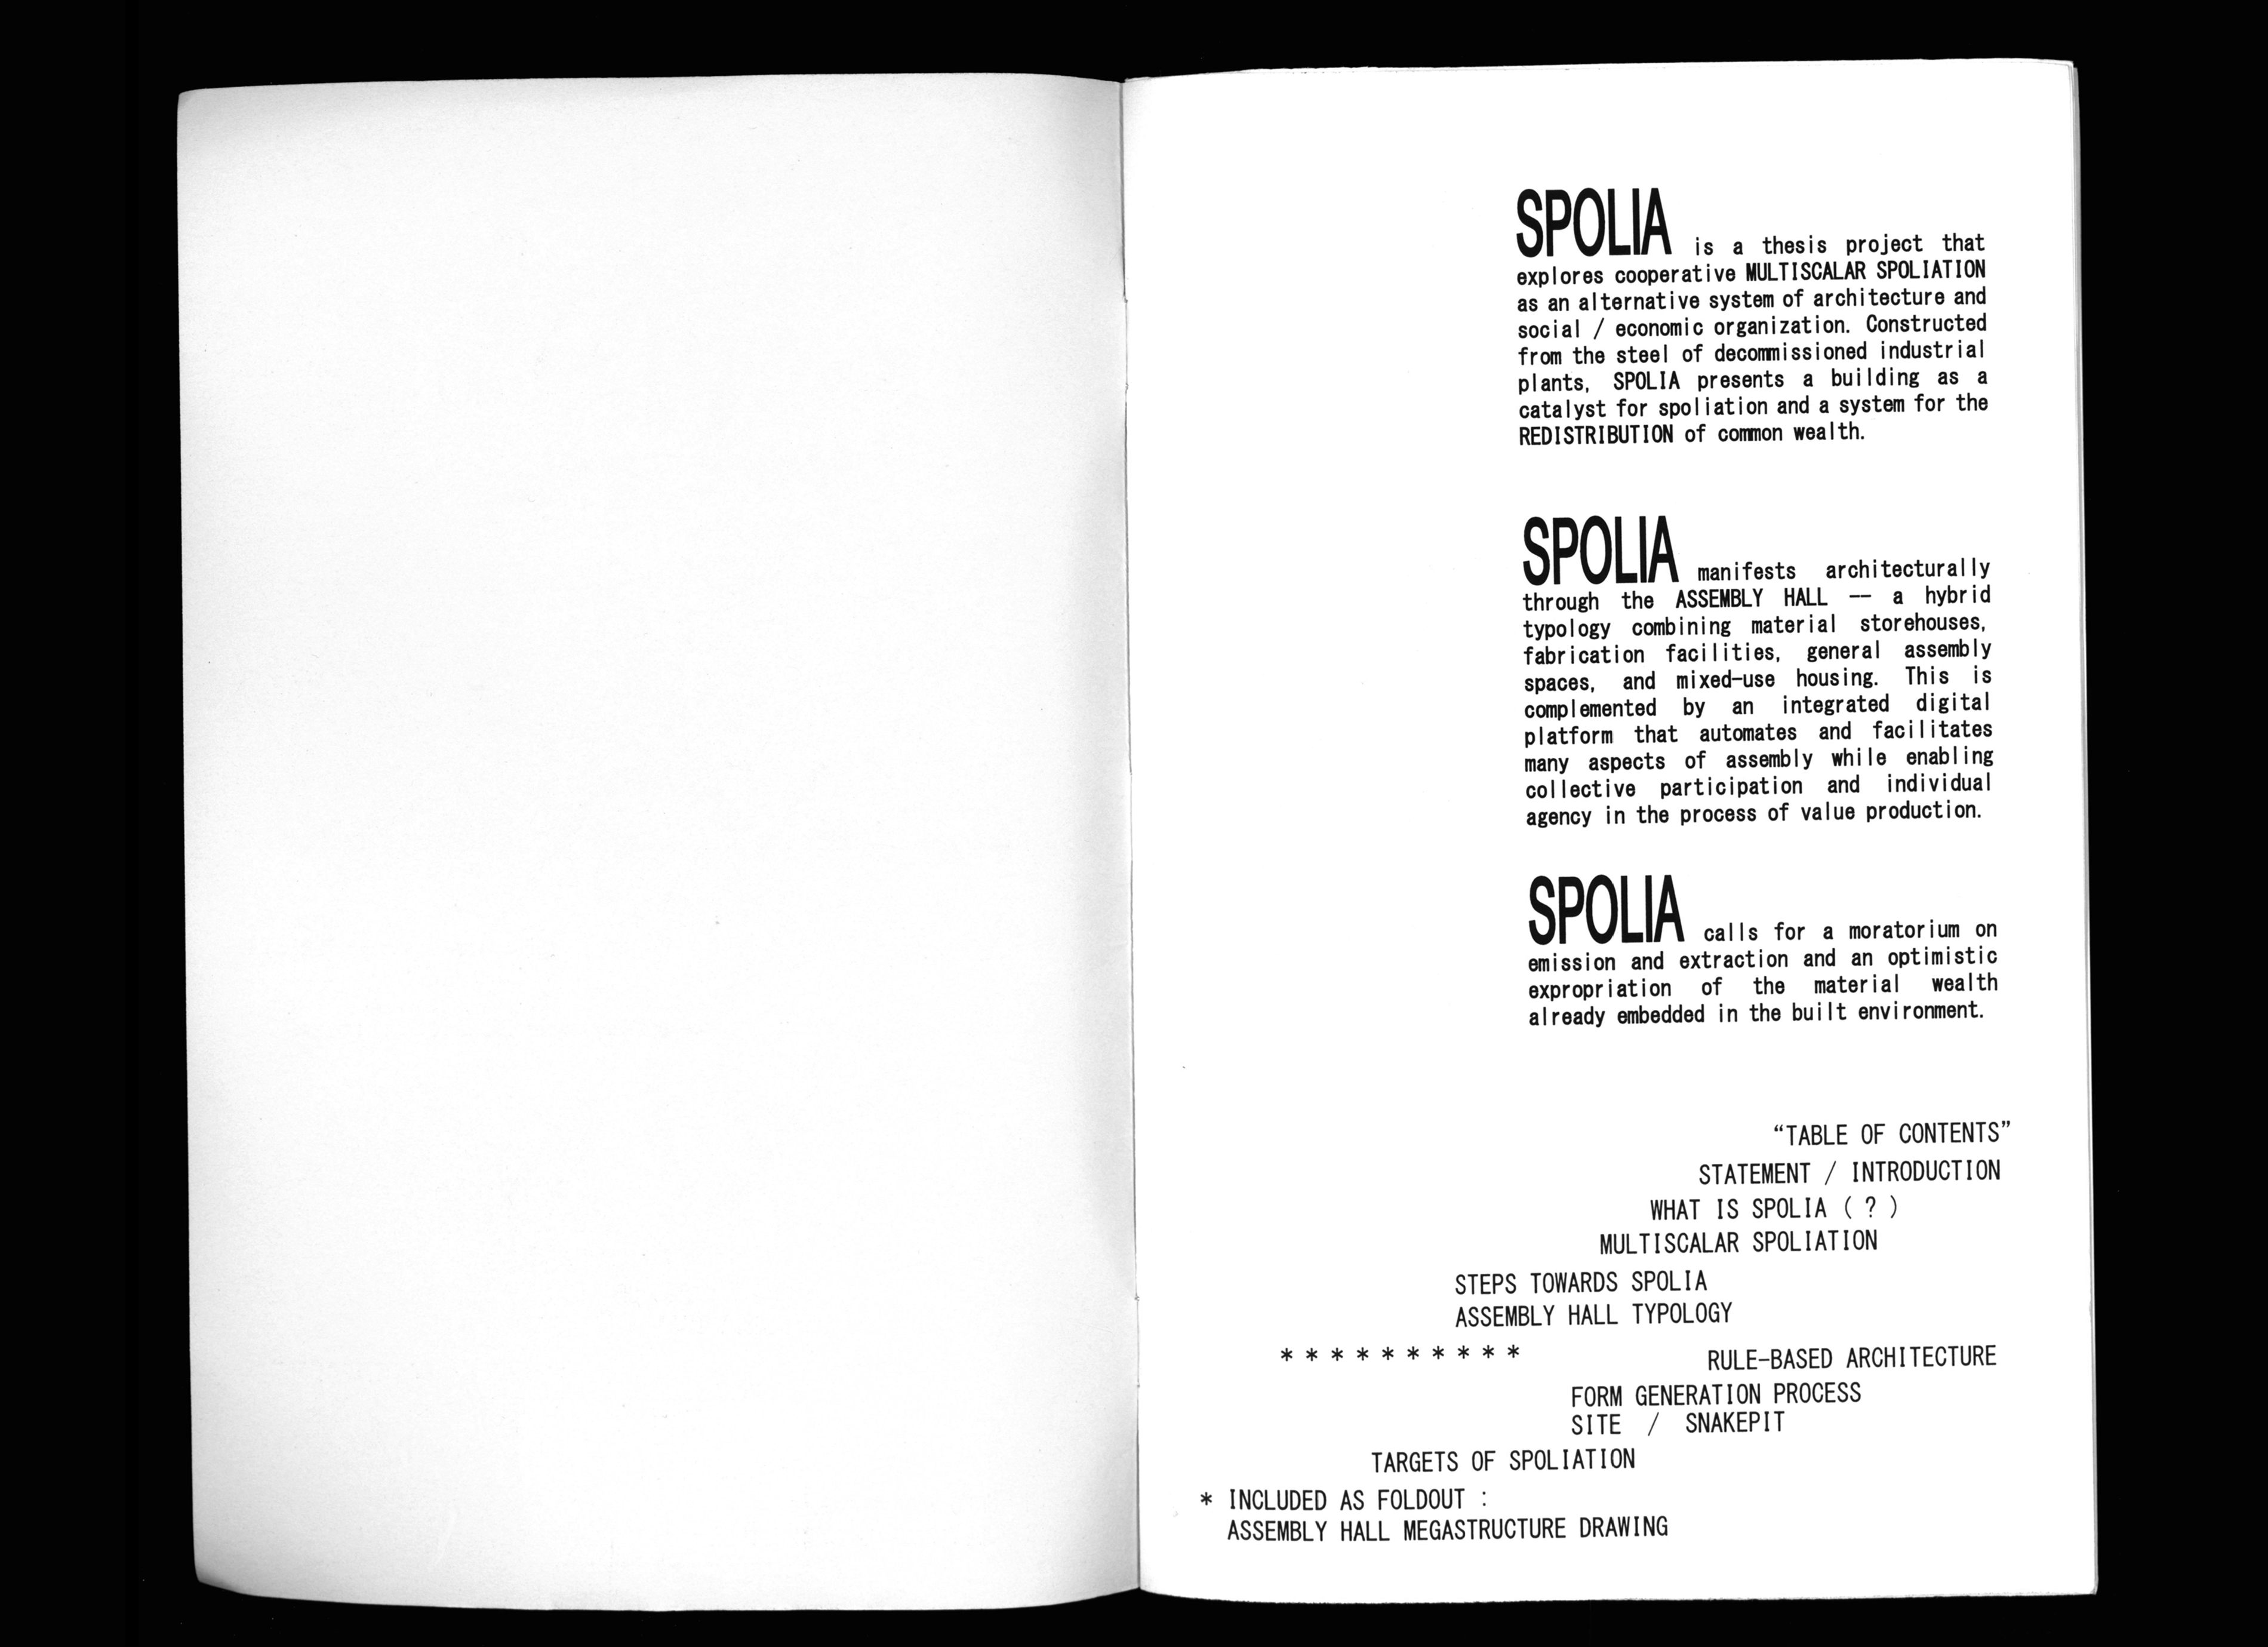 SPOLIA is a thesis project that
explores cooperative MULTISCALAR SPOLIATION
as an alternative system of architecture and
social / economic organization. Constructed
from the steel of decommissioned industrial
plants, SPOLIA presents a building as a
catalyst for spoliation and a system for the
REDISTRIBUTION of common wealth.
SPOLIA manifests architecturally
through the ASSEMBLY HALL -- a hybrid
typology combining material storehouses,
fabrication facilities, general assembly
spaces, and mixed-use housing. This is
complemented by an integrated digital
platform that automates and facilitates
many aspects of assembly while enabling
collective participation and individual
agency in the process of value production.
SPOLIA calls for a moratorium on
emission and extraction and an optimistic
expropriation of the material wealth
already embedded in the built environment.
“TABLE OF CONTENTS”
STATEMENT / INTRODUCTION
WHAT IS SPOLIA ( ? )
MULTISCALAR SPOLIATION
STEPS TOWARDS SPOLIA
ASSEMBLY HALL TYPOLOGY
* * * * * * * * * * RULE-BASED ARCHITECTURE
FORM GENERATION PROCESS
SITE / SNAKEPIT
TARGETS OF SPOLIATION
* INCLUDED AS FOLDOUT :
ASSEMBLY HALL MEGASTRUCTURE DRAWING